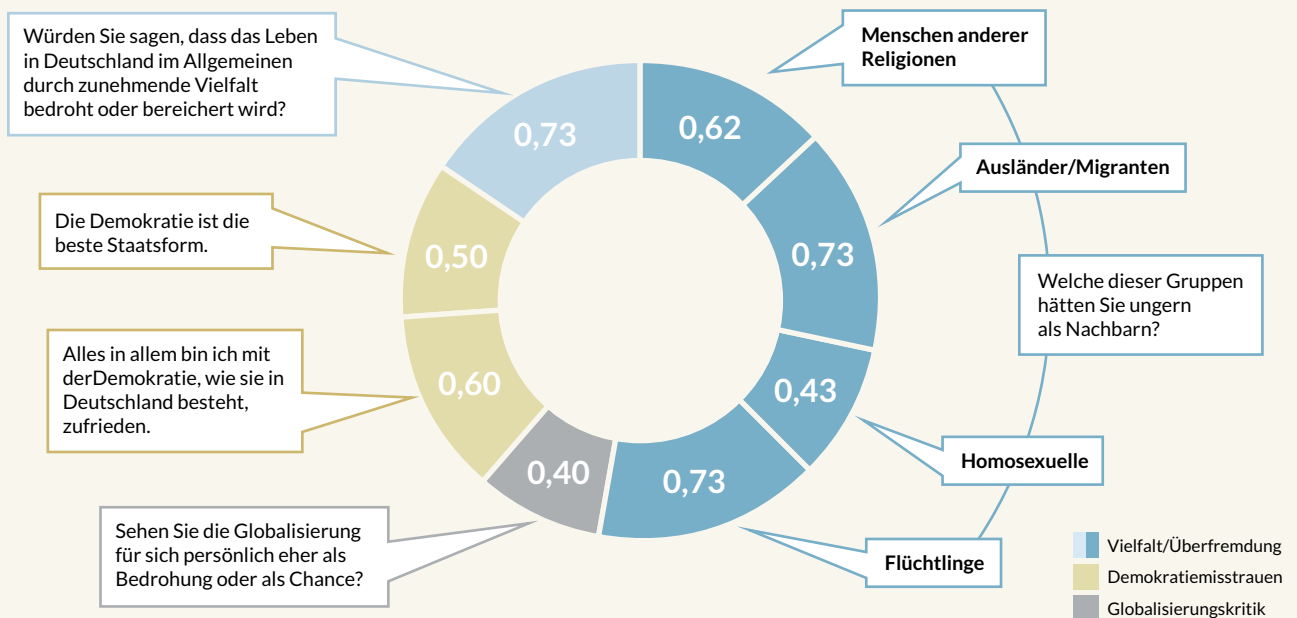 Würden Sie sagen, dass das Leben
in Deutschland im Allgemeinen
durch zunehmende Vielfalt
bedroht oder bereichert wird?
Die Demokratie ist die
beste Staatsform.
Alles in allem bin ich mit
derDemokratie, wie sie in
Deutschland besteht,
zufrieden.
Sehen Sie die Globalisierung
für sich persönlich eher als
Bedrohung oder als Chance?
0,73
0,62
0,50
0,73
0,60
0,43
0,40
0,73
Menschen anderer
Religionen
Ausländer/Migranten
Welche dieser Gruppen
hätten Sie ungern
als Nachbarn?
Homosexuelle
Flüchtlinge
Vielfalt/Überfremdung
Demokratiemisstrauen
Globalisierungskritik